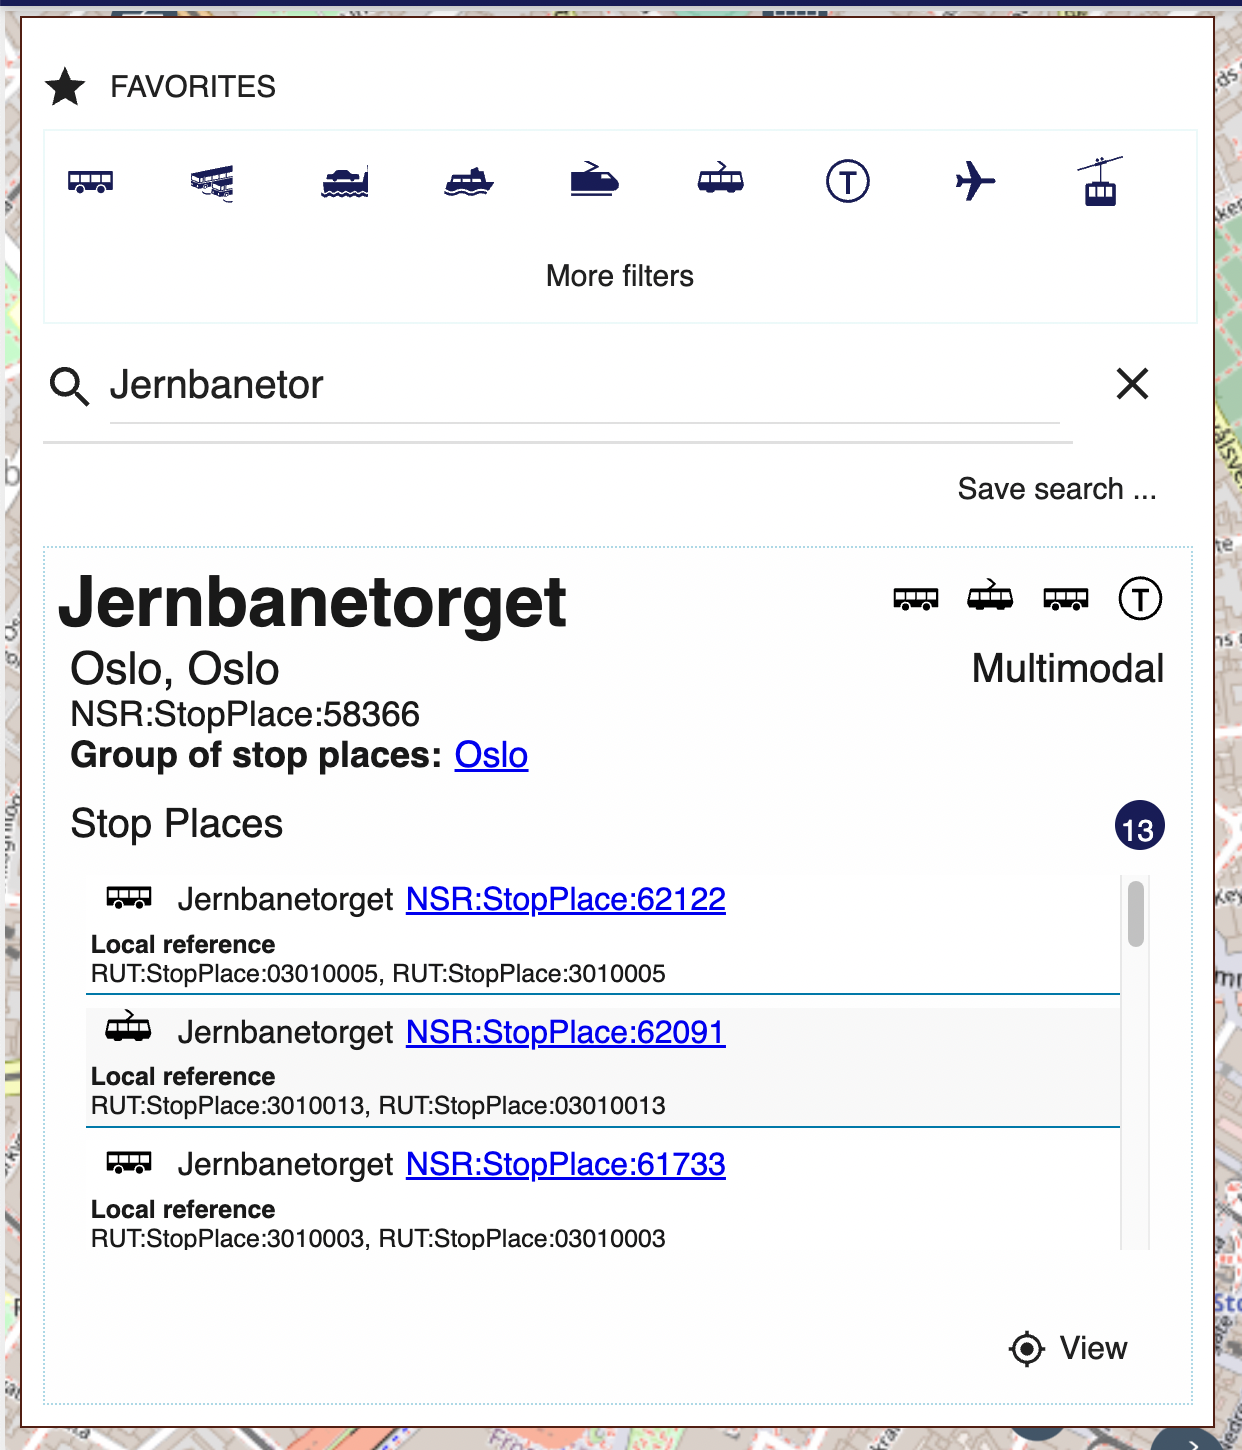 FAVORITES
T
More filters
Jernbanetor
Save search ...
Jernbanetorget
T
Oslo, Oslo
Multimodal
NSR:StopPlace:58366
Group of stop places: Oslo
Stop Places
13
Jernbanetorget NSR:StopPlace:62122
Local reference
RUT:StopPlace:03010005, RUT:StopPlace:3010005
Jernbanetorget NSR:StopPlace:62091
Local reference
RUT:StopPlace:3010013, RUT:StopPlace:03010013
Jernbanetorget NSR:StopPlace:61733
Local reference
RUT:StopPlace:3010003, RUT:StopPlace:03010003
View